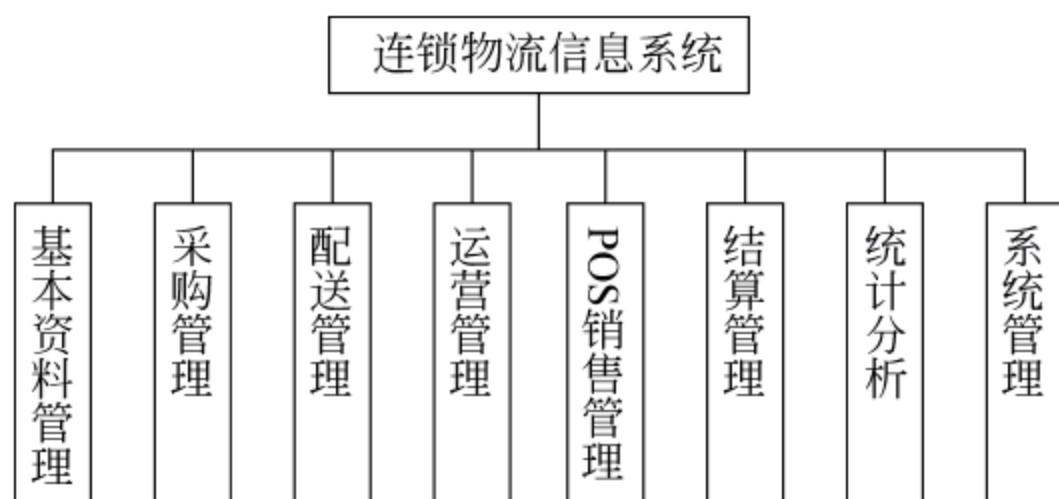 连锁物流信息系统
基本资料管理
采购管理
配送管理
运营管理
POS销售管理
结算管理
统计分析
系统管理